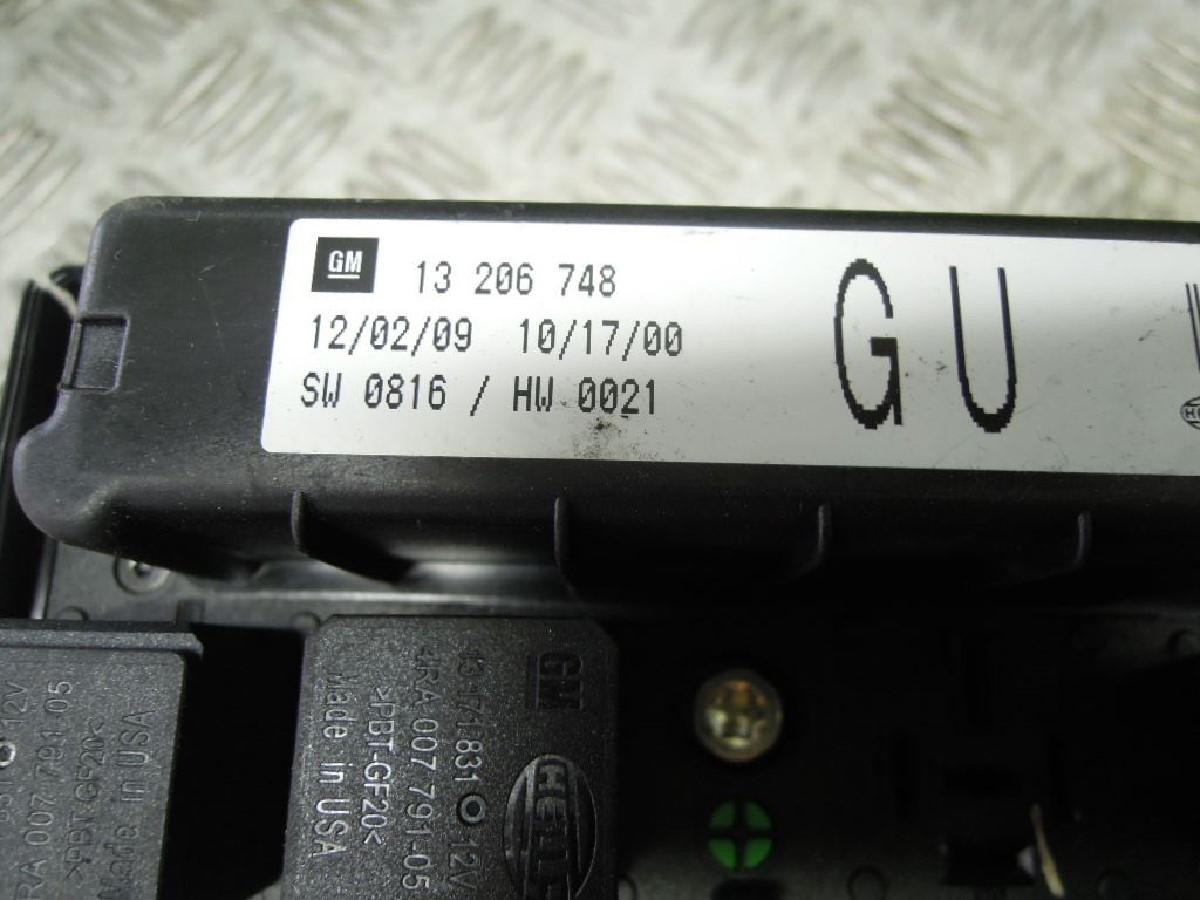 GM 13 206 748
12/02/09 10/17/00
SW 0816 / HW 0021
GU
GM
13 171 831 12V
4RA 007 791-05
>PBT-GF20<
Made in USA
12V
RA 007 791-05
>PBT GF20<
Made in USA